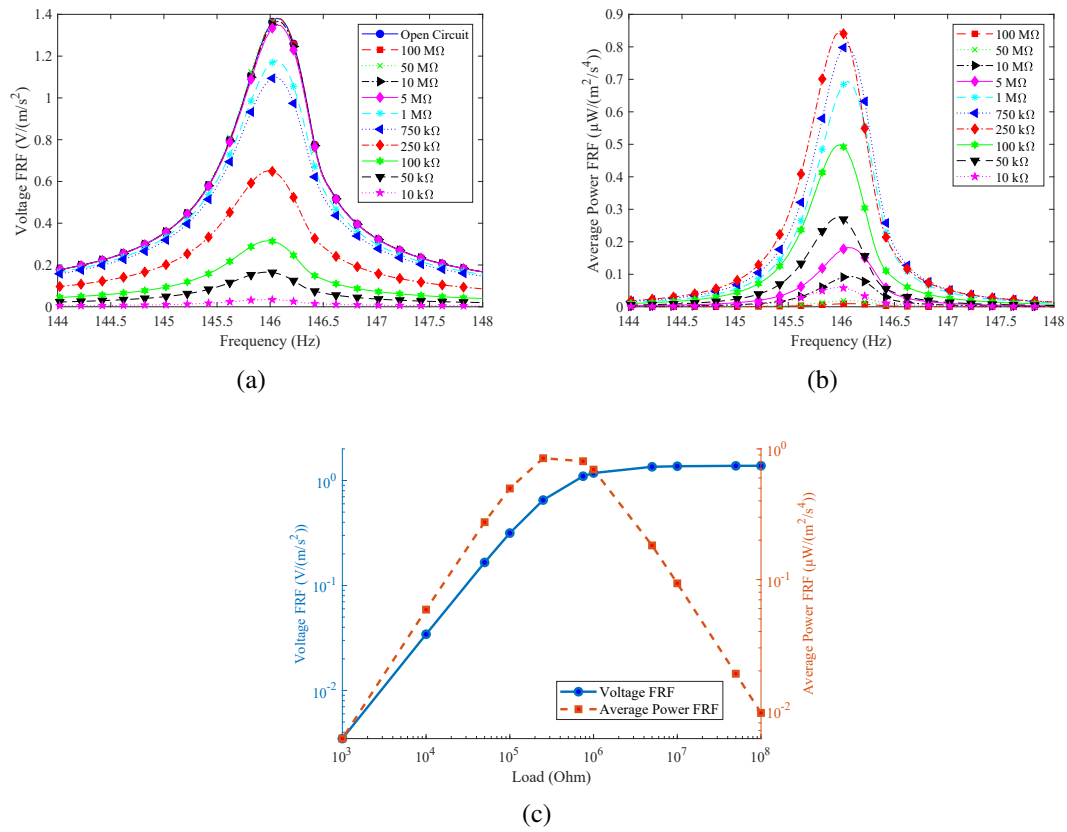 Voltage FRF (V/(m/s²))
1.4
1.2
1
0.8
0.6
0.4
0.2
0
144
144.5
145
145.5
146
146.5
147
147.5
148
Frequency (Hz)
Open Circuit
100 MΩ
50 MΩ
10 MΩ
5 MΩ
1 MΩ
750 kΩ
250 kΩ
100 kΩ
50 kΩ
10 kΩ
(a)
Average Power FRF (μW/(m²/s⁴)
0.9
0.8
0.7
0.6
0.5
0.4
0.3
0.2
0.1
0
144
144.5
145
145.5
146
146.5
147
147.5
148
Frequency (Hz)
100 MΩ
50 MΩ
10 MΩ
5 MΩ
1 MΩ
750 kΩ
250 kΩ
100 kΩ
50 kΩ
10 kΩ
(b)
Voltage FRF (V/(m/s²))
10⁰
10⁻¹
10⁻²
10³
10⁴
10⁵
10⁶
10⁷
10⁸
Load (Ohm)
10⁰
10⁻¹
10⁻²
Average Power FRF (μW/(m²/s⁴)
Voltage FRF
Average Power FRF
(c)